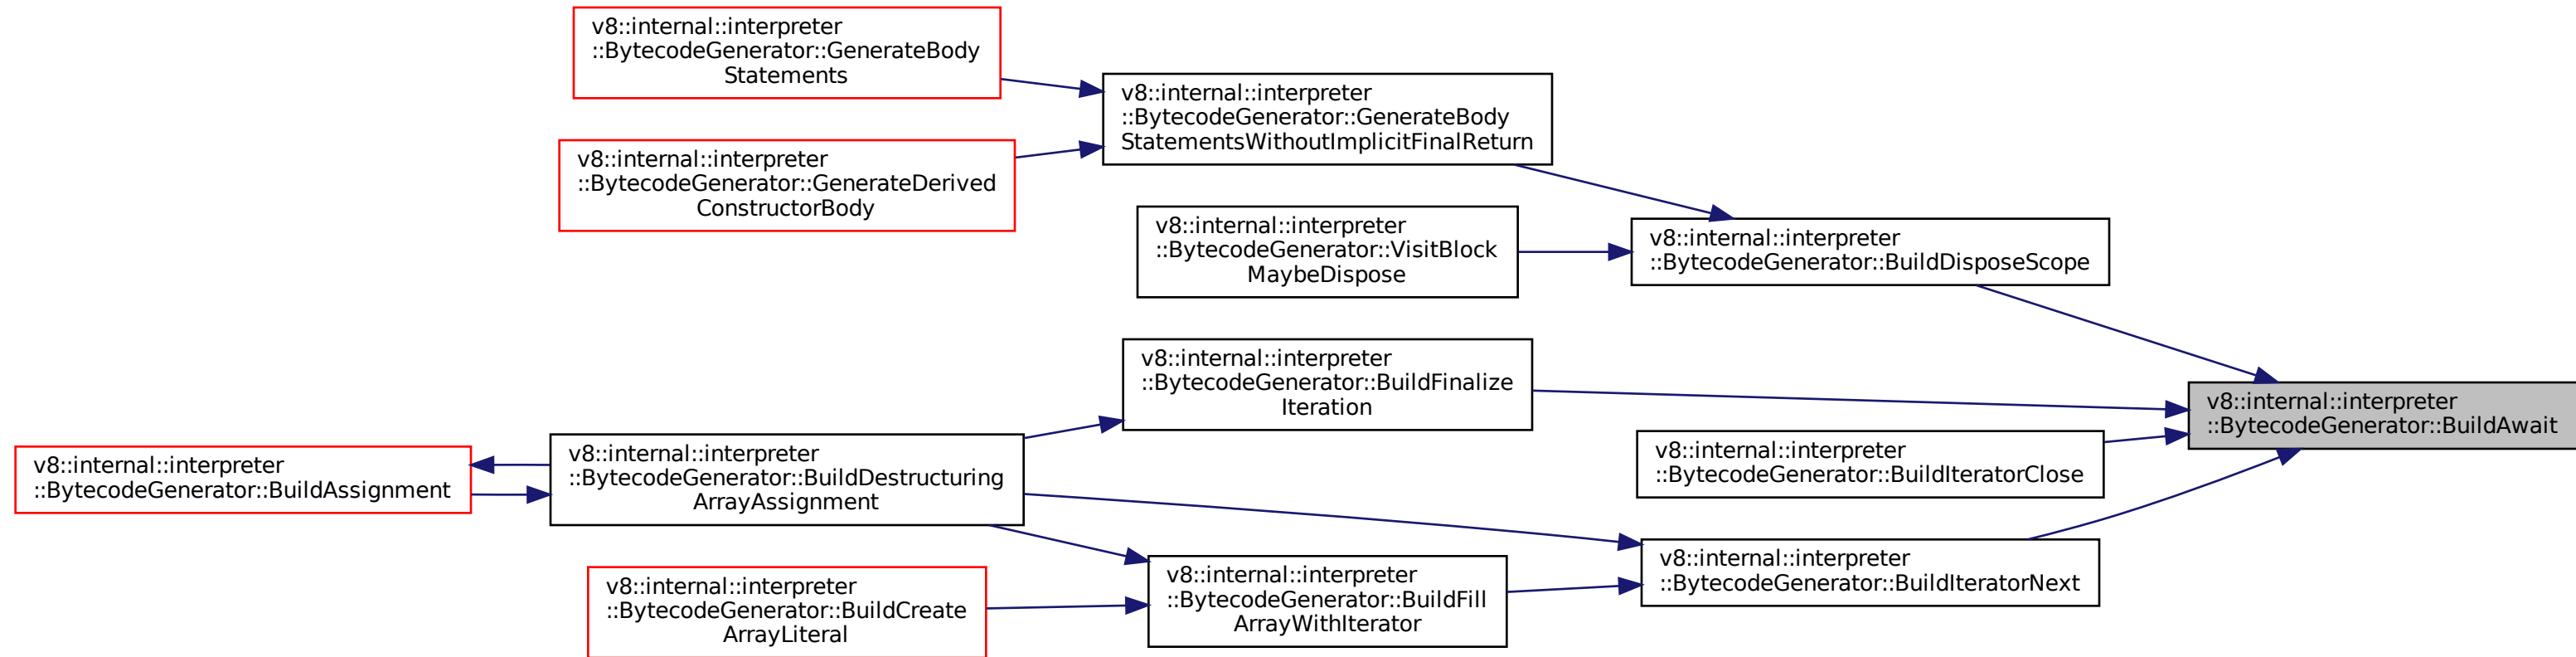 v8::internal::interpreter
::BytecodeGenerator::GenerateBody
Statements
v8::internal::interpreter
::BytecodeGenerator::GenerateBody
StatementsWithoutImplicitFinalReturn
v8::internal::interpreter
::BytecodeGenerator::GenerateDerived
ConstructorBody
v8::internal::interpreter
::BytecodeGenerator::VisitBlock
MaybeDispose
v8::internal::interpreter
::BytecodeGenerator::BuildDisposeScope
v8::internal::interpreter
::BytecodeGenerator::BuildFinalize
Iteration
v8::internal::interpreter
::BytecodeGenerator::BuildAwait
v8::internal::interpreter
::BytecodeGenerator::BuildIteratorClose
v8::internal::interpreter
::BytecodeGenerator::BuildAssignment
v8::internal::interpreter
::BytecodeGenerator::BuildDestructuring
ArrayAssignment
v8::internal::interpreter
::BytecodeGenerator::BuildIteratorNext
v8::internal::interpreter
::BytecodeGenerator::BuildFill
ArrayWithIterator
v8::internal::interpreter
::BytecodeGenerator::BuildCreate
ArrayLiteral